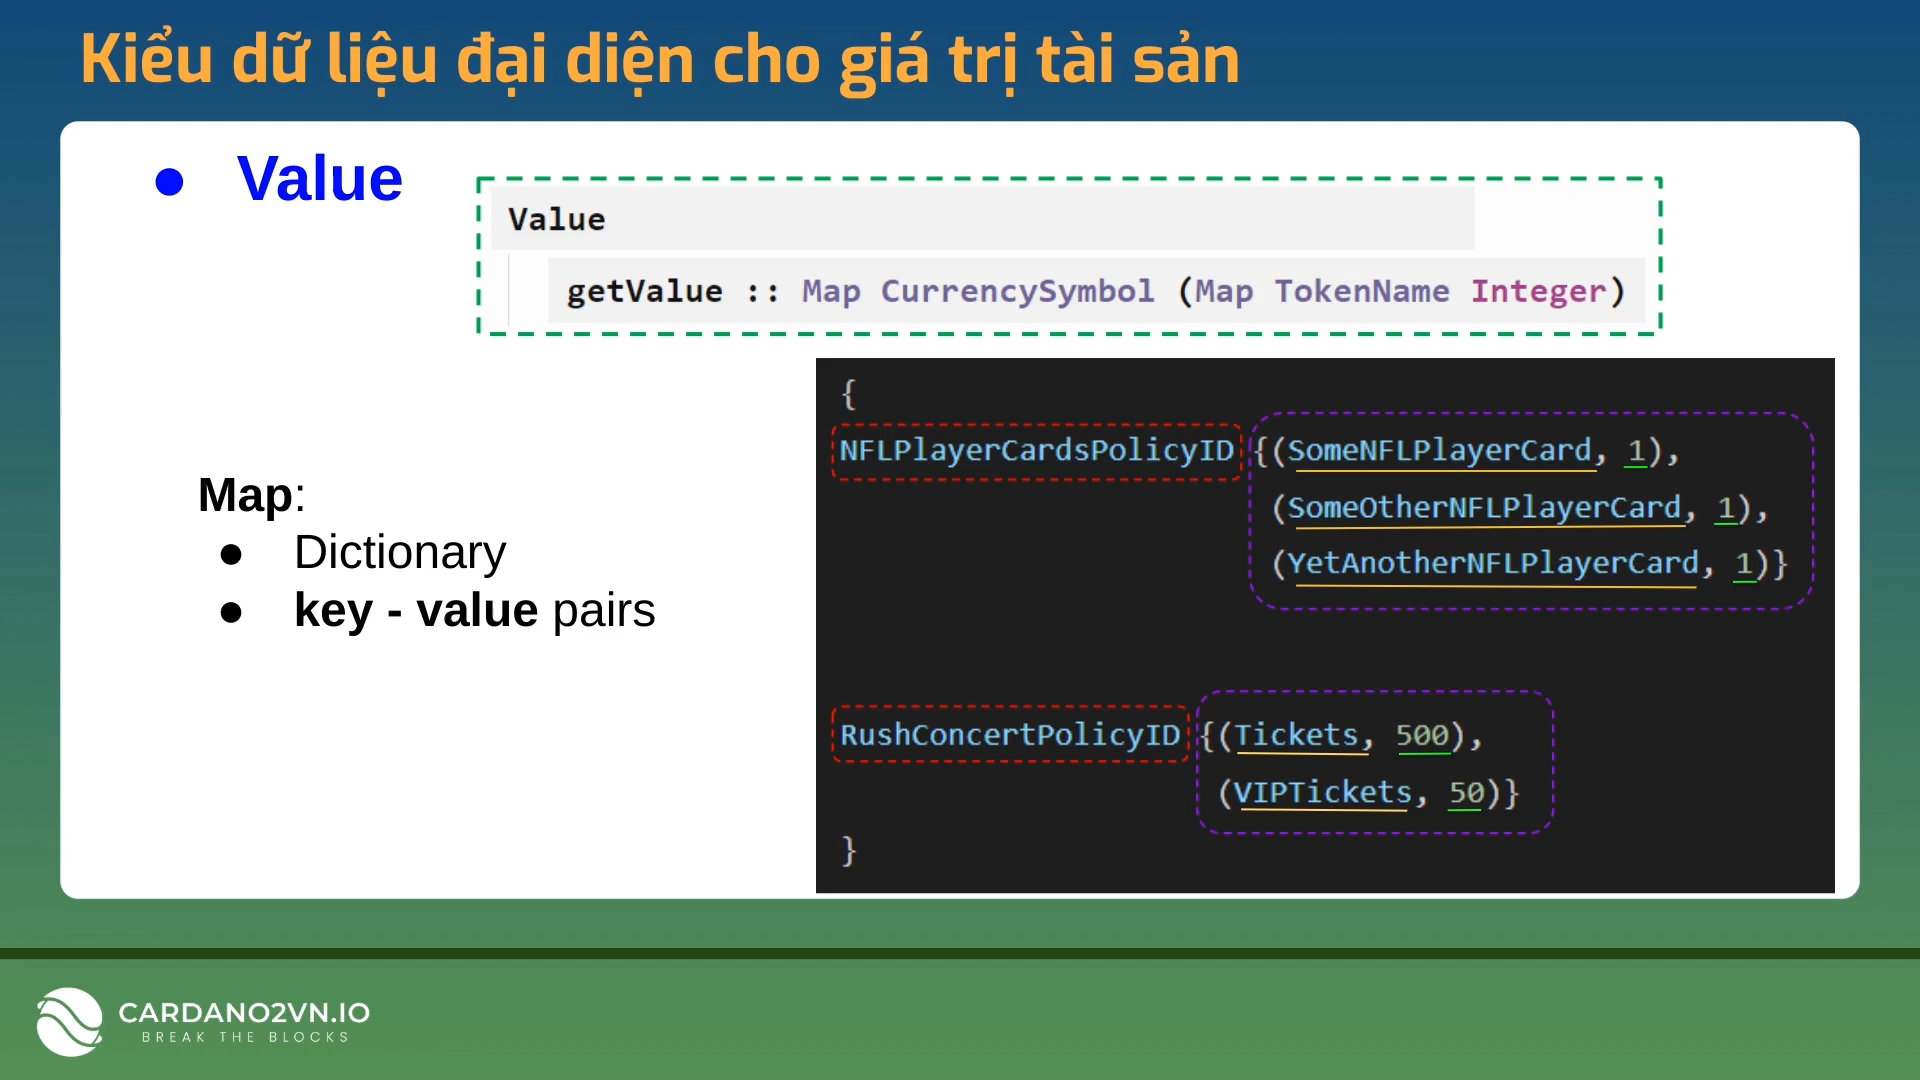 Kiểu dữ liệu đại diện cho giá trị tài sản
● Value
Value
getValue :: Map CurrencySymbol (Map TokenName Integer)
Map:
● Dictionary
● key - value pairs
{
NFLPlayerCardsPolicyID {(SomeNFLPlayerCard, 1),
(SomeOtherNFLPlayerCard, 1),
(YetAnotherNFLPlayerCard, 1)}
RushConcertPolicyID {(Tickets, 500),
(VIPTickets, 50)}
}
CARDANO2VN.IO
BREAK THE BLOCKS